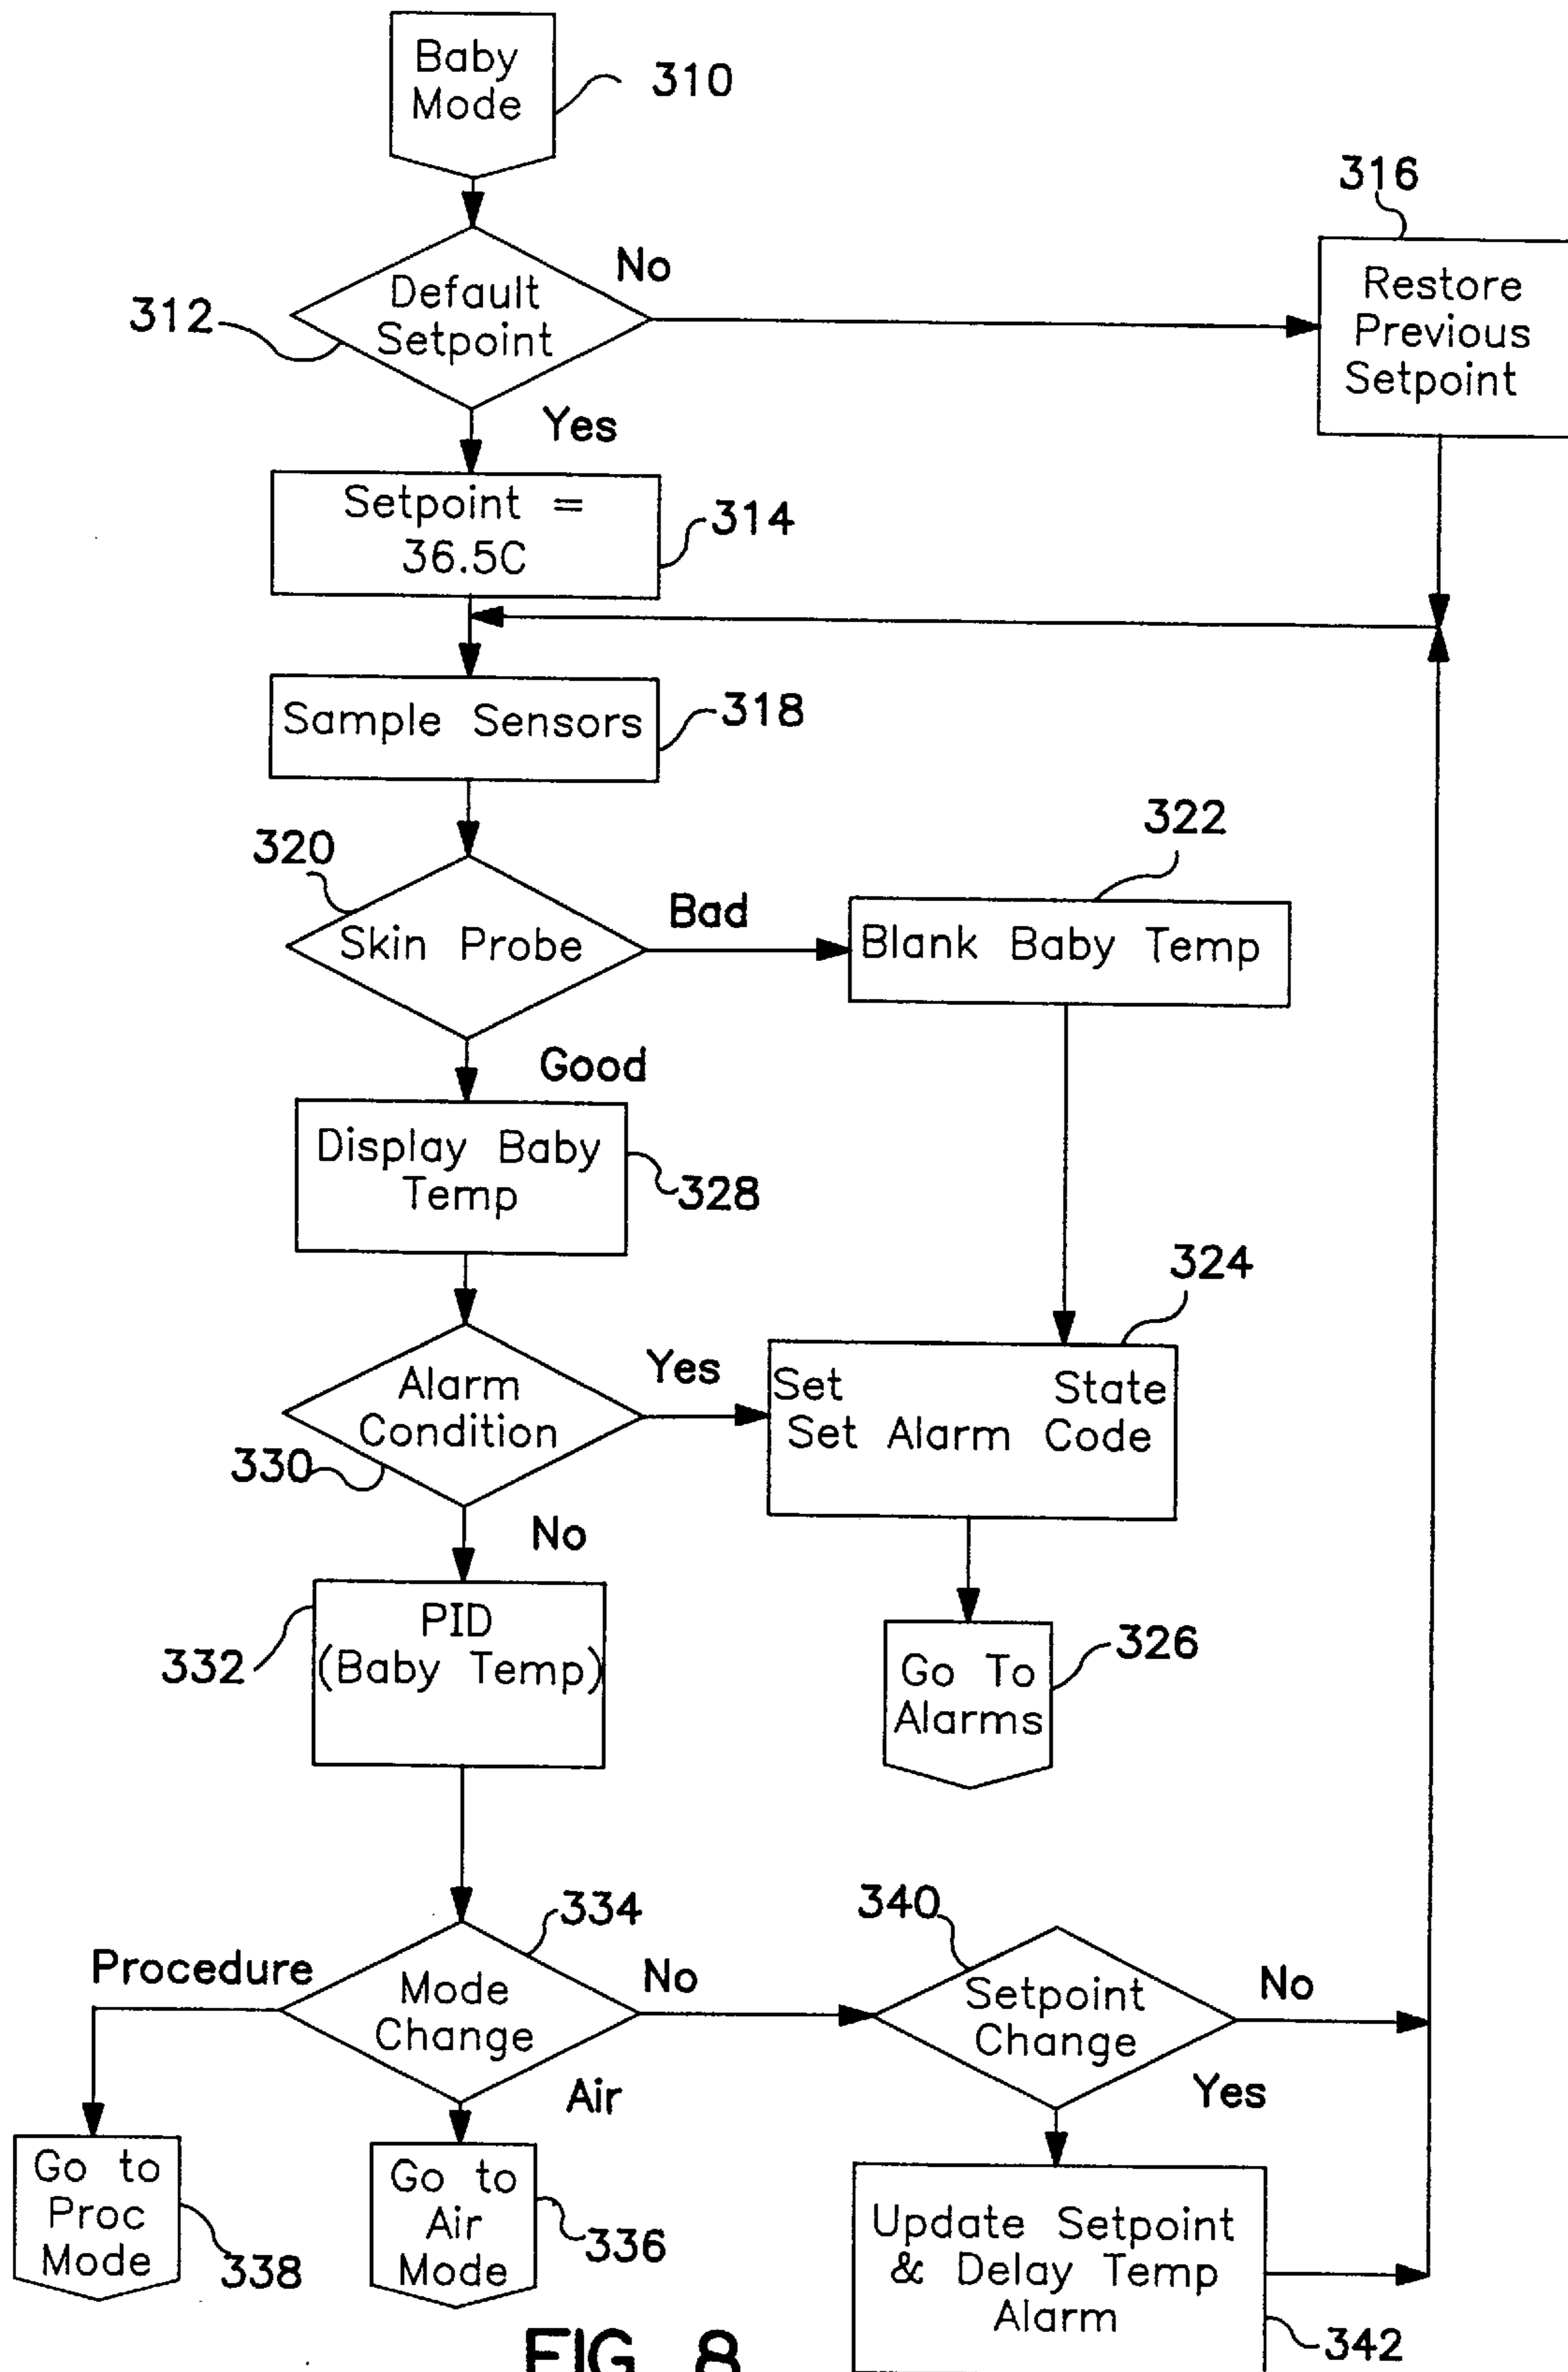 Baby
Mode
310
316
Default
Setpoint
No
312
Restore
Previous
Setpoint
Yes
Setpoint =
36.5C
314
Sample Sensors
318
320
322
Skin Probe
Bad
Blank Baby Temp
Good
Display Baby
Temp
328
324
Alarm
Condition
Yes
330
Set State
Set Alarm Code
No
PID
(Baby Temp)
332
326
Go To
Alarms
334
340
Procedure
Mode
Change
No
Setpoint
Change
No
Air
Yes
Go to
Proc
Mode
338
Go to
Air
Mode
336
Update Setpoint
& Delay Temp
Alarm
342
FIG. 8